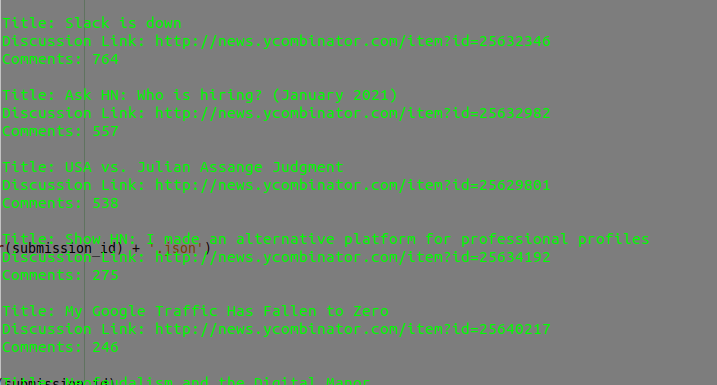 Title: Slack is down
Discussion Link: http://news.ycombinator.com/item?id=25632346
Comments: 764
Title: Ask HN: Who is hiring? (January 2021)
Discussion Link: http://news.ycombinator.com/item?id=25632982
Comments: 557
Title: USA vs. Julian Assange Judgment
Discussion Link: http://news.ycombinator.com/item?id=25629801
Comments: 538
Title: Show HN: I made an alternative platform for professional profiles
(submission_id) + '.json')
Discussion Link: http://news.ycombinator.com/item?id=25634192
Comments: 275
Title: My Google Traffic Has Fallen to Zero
Discussion Link: http://news.ycombinator.com/item?id=25640217
Comments: 246
and the Digital Manor